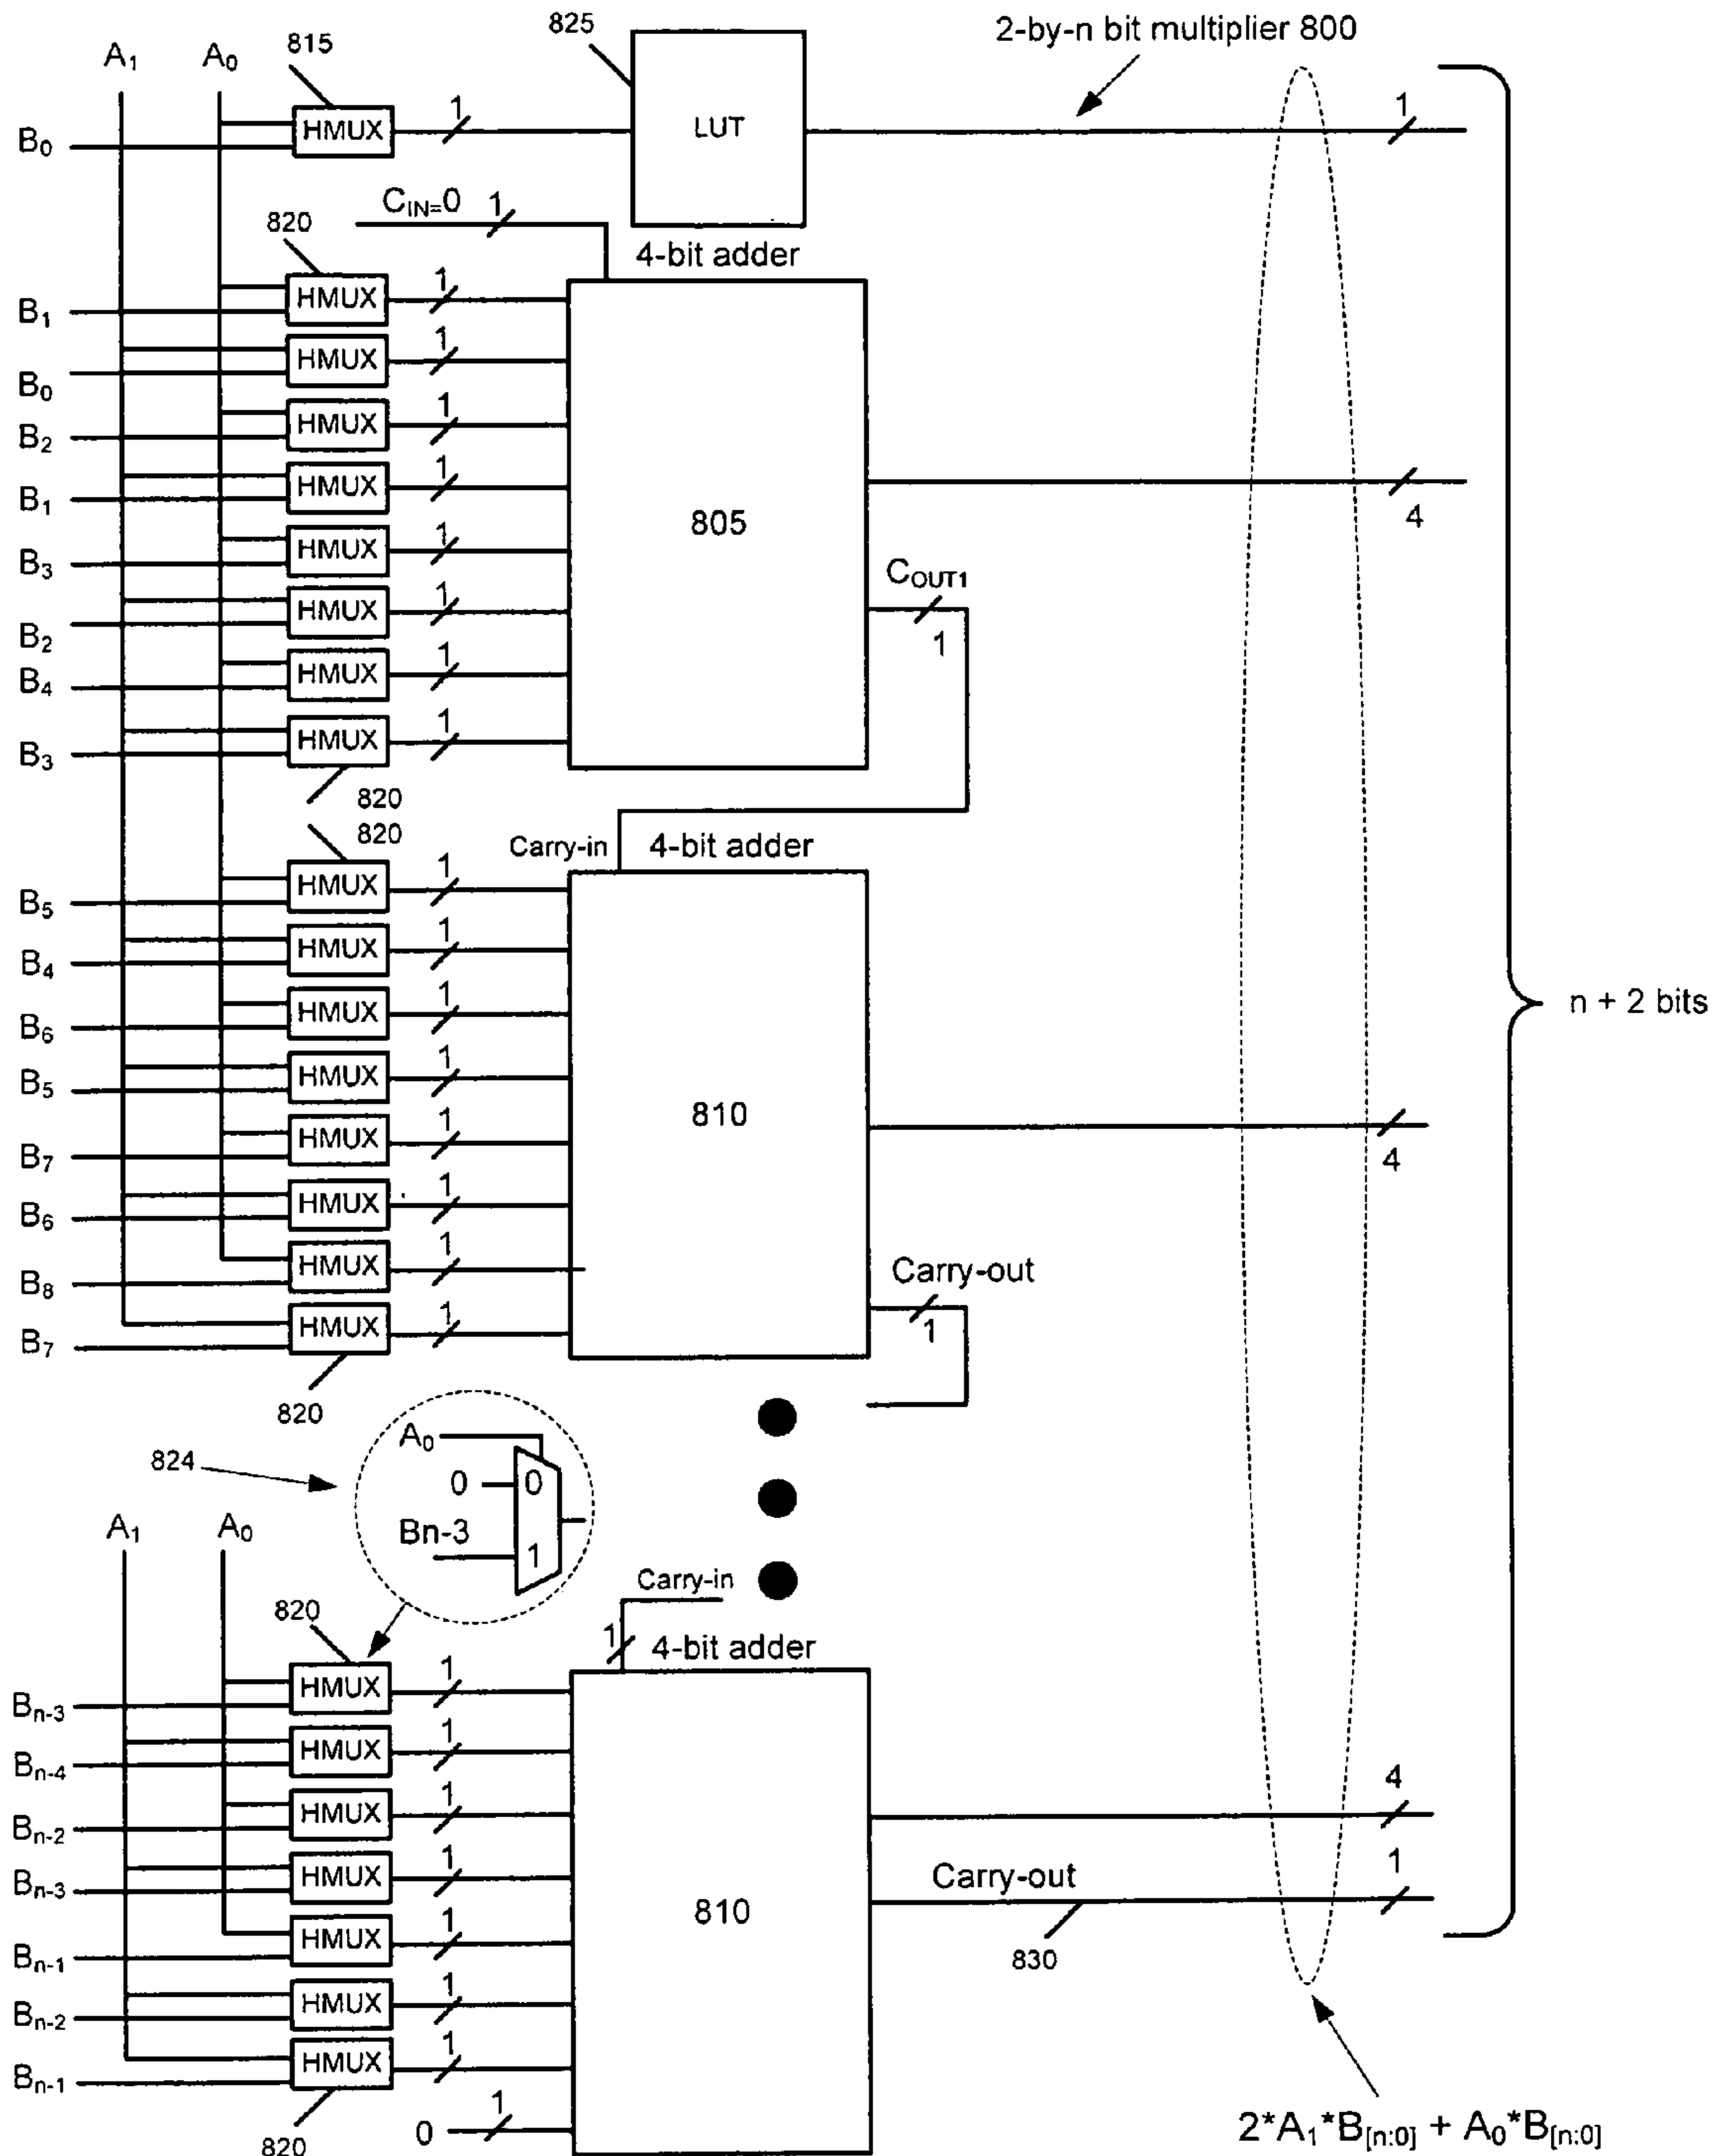 2-by-n bit multiplier 800
825
815
A₁ A₀
B₀ HMUX 1 LUT 1
C_IN=0 1
820
4-bit adder
B₁ HMUX 1
B₀ HMUX 1
B₂ HMUX 1
B₁ HMUX 1 4
805
B₃ HMUX 1
B₂ HMUX 1 C_OUT1 1
B₄ HMUX 1
B₃ HMUX 1
820
820
Carry-in 4-bit adder
B₅ HMUX 1
B₄ HMUX 1
B₆ HMUX 1
n + 2 bits
B₅ HMUX 1
810
B₇ HMUX 1 4
B₆ HMUX 1
B₈ HMUX 1 Carry-out 1
B₇ HMUX 1
820
824
A₀
0 0
Bn-3 1
A₁ A₀
Carry-in
820
1 4-bit adder
Bₙ₋₃ HMUX 1
Bₙ₋₄ HMUX 1
Bₙ₋₂ HMUX 1 4
Bₙ₋₃ HMUX 1 Carry-out 1
810
Bₙ₋₁ HMUX 1 830
Bₙ₋₂ HMUX 1
Bₙ₋₁ HMUX 1
820 0 1
2*A₁*B[n:0] + A₀*B[n:0]